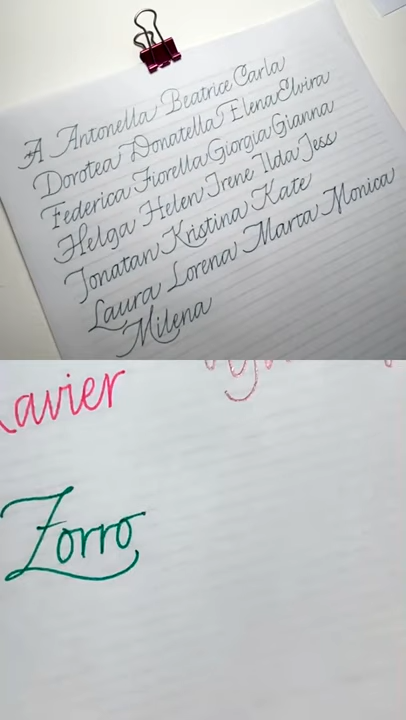 A Antonella Beatrice Carla
Dorotea Donatella Elena Elvira
Federica Fiorella Giorgia Gianna
Helga Helen Irene Ilda Jess
Jonatan Kristina Kate
Laura Lorena Marta Monica
Milena
Xavier
Zorro